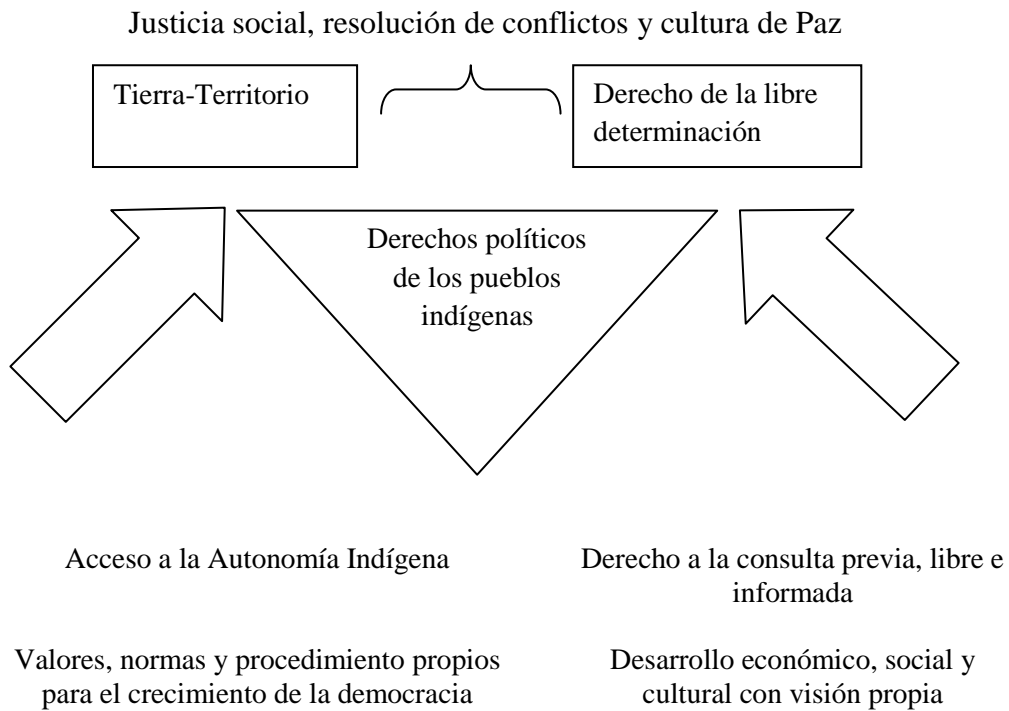 Justicia social, resolución de conflictos y cultura de Paz
Tierra-Territorio
Derecho de la libre
determinación
Derechos políticos
de los pueblos
indígenas
Acceso a la Autonomía Indígena
Derecho a la consulta previa, libre e
informada
Valores, normas y procedimiento propios
para el crecimiento de la democracia
Desarrollo económico, social y
cultural con visión propia